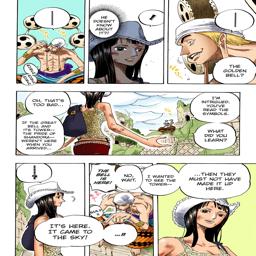 !
HE
DOESN'T
KNOW
ABOUT
IT?!
!
THE
GOLDEN
BELL?
OH, THAT'S
TOO BAD...
IF THE GREAT
BELL AND
ITS TOWER--
THE PRIDE OF
SHANDORA--
WEREN'T HERE
WHEN YOU
ARRIVED...
I'M
INTRIGUED.
YOU'VE READ
THE
SYMBOLS.
WHAT
DID YOU
LEARN?
!
THE
BELL IS
HERE!
NO,
WAIT.
I WANTED
TO SEE THE
TOWER--
...THEN THEY
MUST NOT HAVE
MADE IT UP
HERE.
IT'S HERE.
IT CAME TO
THE SKY!
...!!